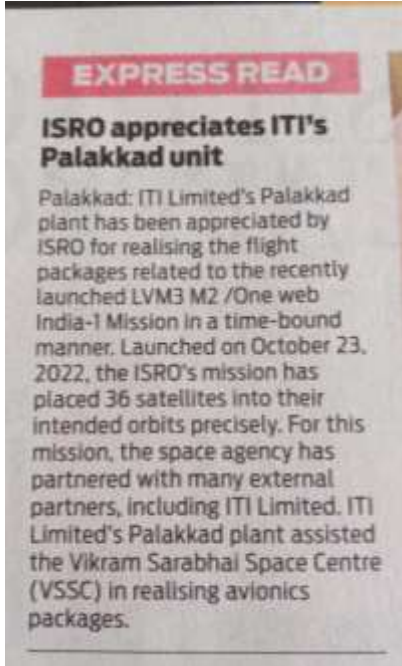 EXPRESS READ
ISRO appreciates ITI's
Palakkad unit
Palakkad: ITI Limited's Palakkad
plant has been appreciated by
ISRO for realising the flight
packages related to the recently
launched LVM3 M2 /One web
India-1 Mission in a time-bound
manner. Launched on October 23,
2022, the ISRO's mission has
placed 36 satellites into their
intended orbits precisely. For this
mission, the space agency has
partnered with many external
partners, including ITI Limited. ITI
Limited's Palakkad plant assisted
the Vikram Sarabhai Space Centre
(VSSC) in realising avionics
packages.